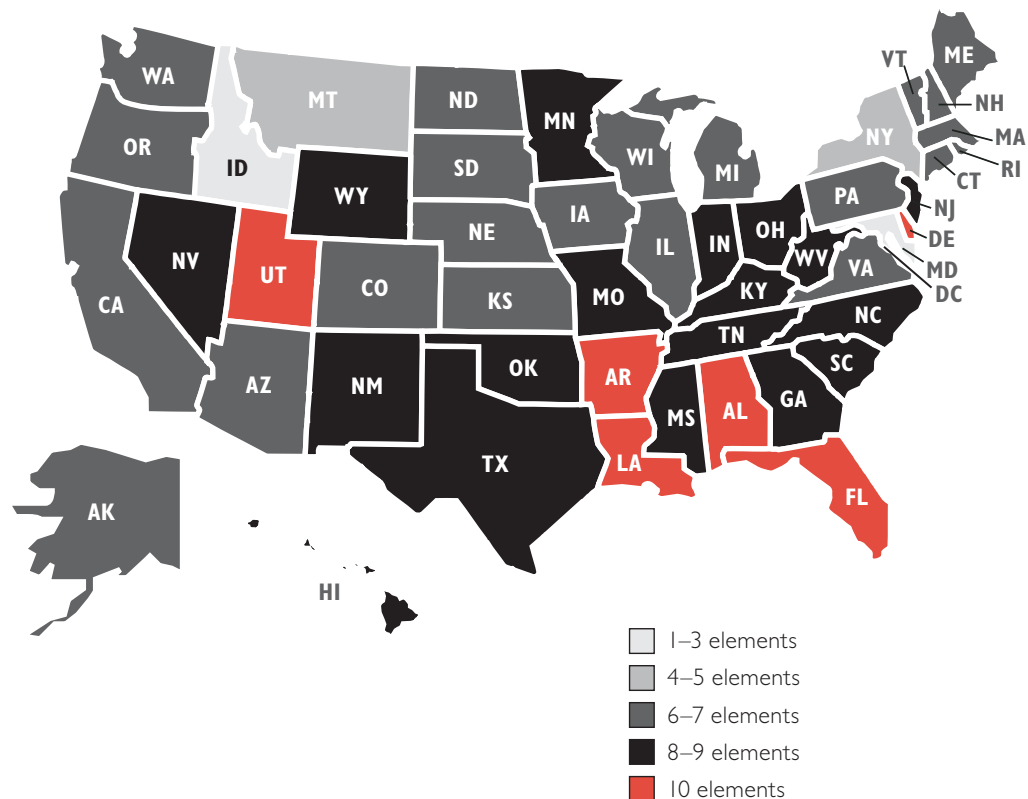 WA
MT
ND
MN
VT
ME
NH
MA
RI
CT
OR
ID
SD
WI
MI
NY
WY
IA
PA
NJ
DE
MD
DC
NV
UT
NE
IL
IN
OH
WV
VA
CA
CO
KS
MO
KY
NC
AZ
NM
OK
AR
TN
SC
MS
AL
GA
TX
LA
FL
AK
HI
1–3 elements
4–5 elements
6–7 elements
8–9 elements
10 elements